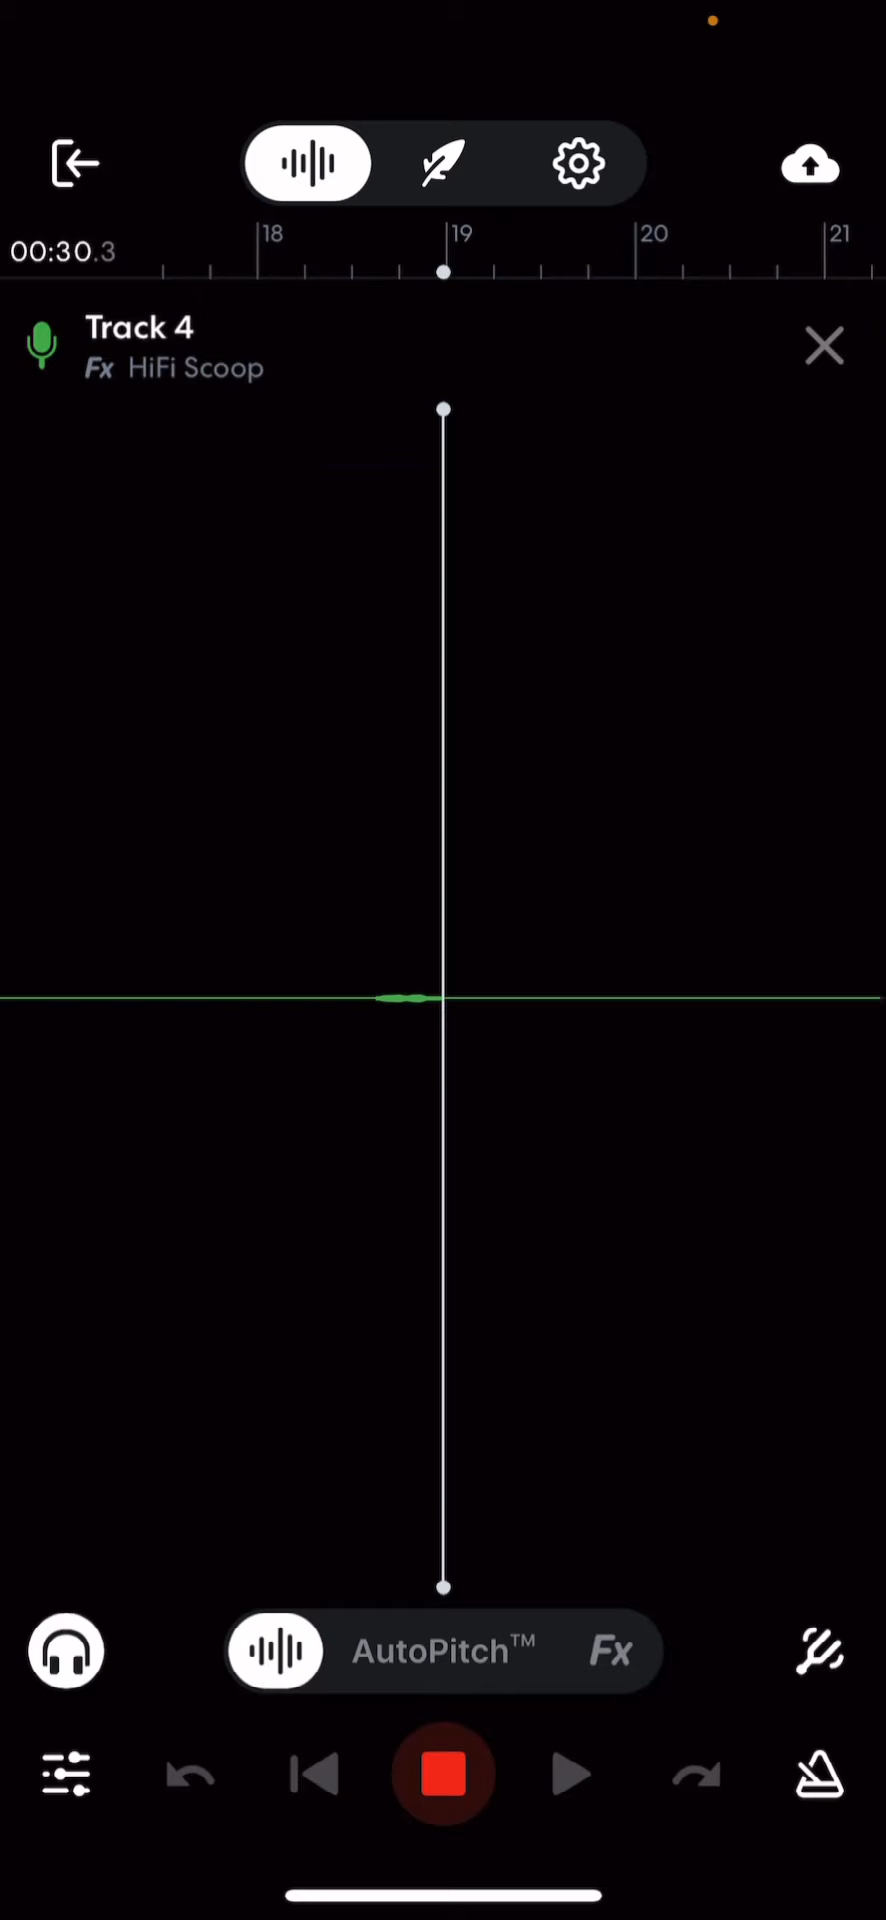 18 19 20 21
00:30.3
Track 4
Fx HiFi Scoop
AutoPitch™ Fx